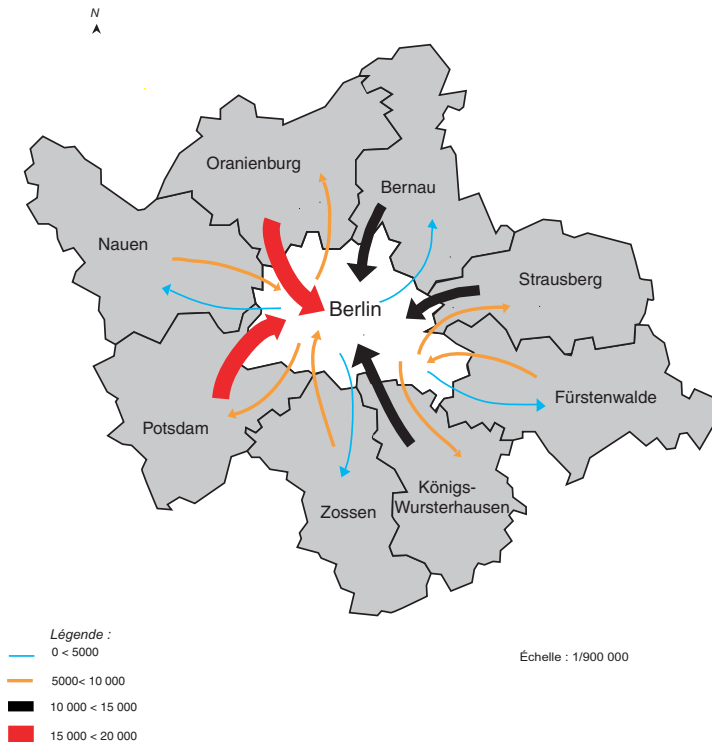 N
Oranienburg
Bernau
Nauen
Strausberg
Berlin
Fürstenwalde
Potsdam
Königs-
Wursterhausen
Zossen
Légende :
0 < 5000
Échelle : 1/900 000
5000< 10 000
10 000 < 15 000
15 000 < 20 000